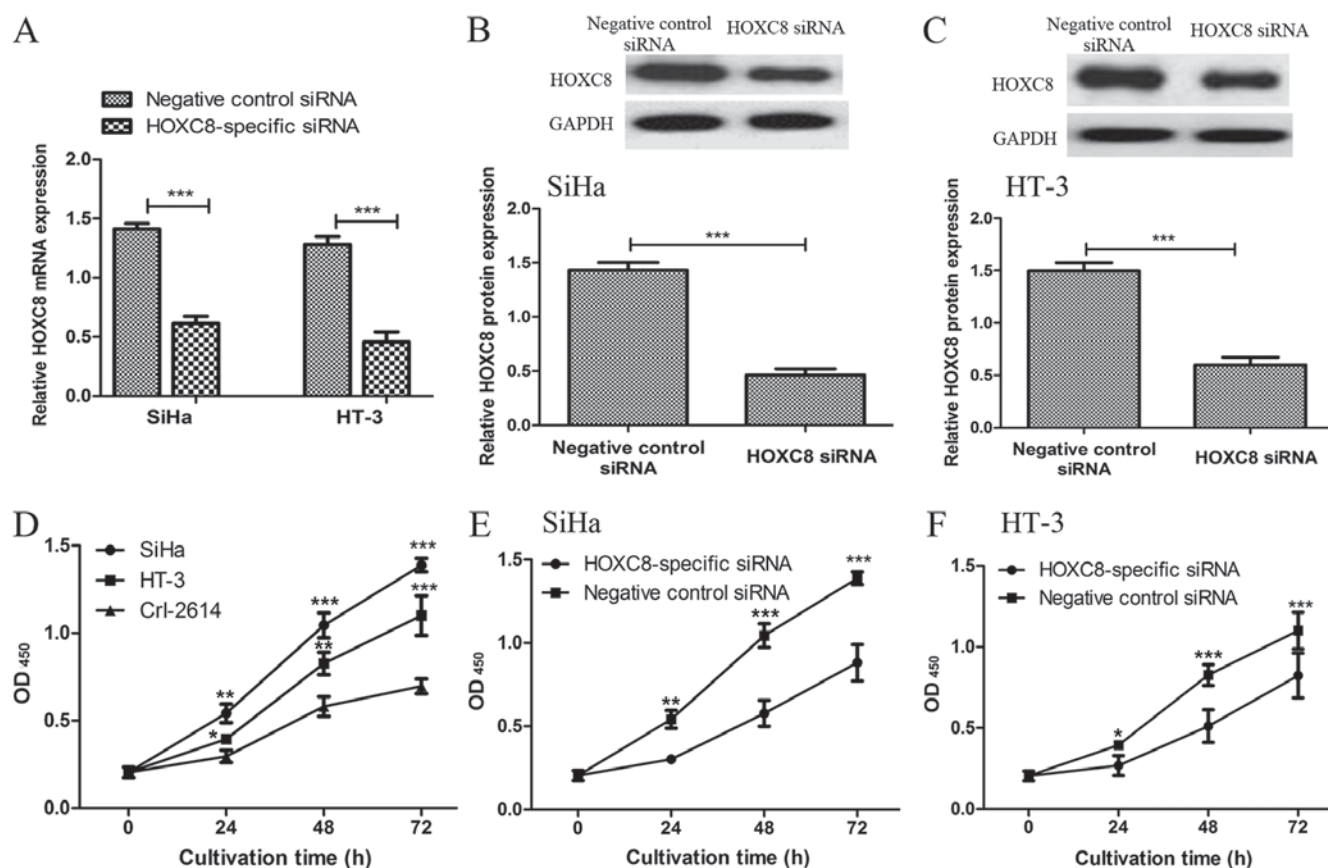 A
Negative control siRNA
HOXC8-specific siRNA
Relative HOXC8 mRNA expression
2.0
1.5
1.0
0.5
0.0
***
***
SiHa
HT-3
B
Negative control
siRNA
HOXC8 siRNA
HOXC8
GAPDH
SiHa
Relative HOXC8 protein expression
2.0
1.5
1.0
0.5
0.0
***
Negative control
siRNA
HOXC8 siRNA
C
Negative control
siRNA
HOXC8 siRNA
HOXC8
GAPDH
HT-3
Relative HOXC8 protein expression
2.0
1.5
1.0
0.5
0.0
***
Negative control
siRNA
HOXC8 siRNA
D
SiHa
HT-3
Crl-2614
OD 450
1.5
1.0
0.5
0.0
**
*
***
**
***
***
0
24
48
72
Cultivation time (h)
E
SiHa
HOXC8-specific siRNA
Negative control siRNA
OD 450
1.5
1.0
0.5
0.0
**
***
***
0
24
48
72
Cultivation time (h)
F
HT-3
HOXC8-specific siRNA
Negative control siRNA
OD 450
1.5
1.0
0.5
0.0
*
***
***
0
24
48
72
Cultivation time (h)